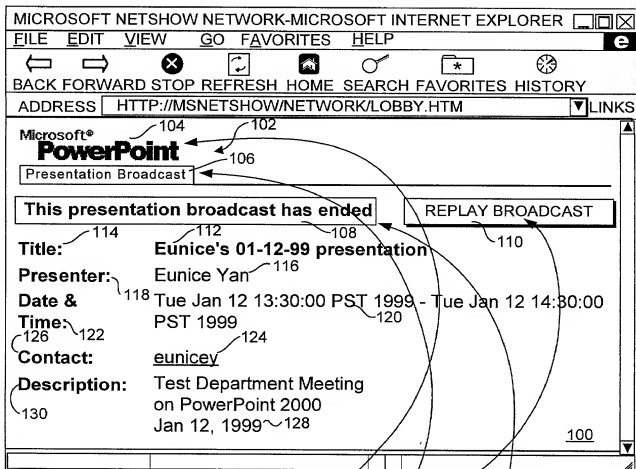 MICROSOFT NETSHOW NETWORK-MICROSOFT INTERNET EXPLORER
FILE EDIT VIEW GO FAVORITES HELP
e
BACK FORWARD STOP REFRESH HOME SEARCH FAVORITES HISTORY
ADDRESS HTTP://MSNETSHOW/NETWORK/LOBBY.HTM LINKS
Microsoft® 104 102
PowerPoint
106
Presentation Broadcast
This presentation broadcast has ended REPLAY BROADCAST
114 112 108 110
Title: Eunice's 01-12-99 presentation
Presenter: Eunice Yan 116
118
Date & Tue Jan 12 13:30:00 PST 1999 - Tue Jan 12 14:30:00
120
Time: 122 PST 1999
126 124
Contact: eunicey
Description: Test Department Meeting
130 on PowerPoint 2000
Jan 12, 1999 128
100